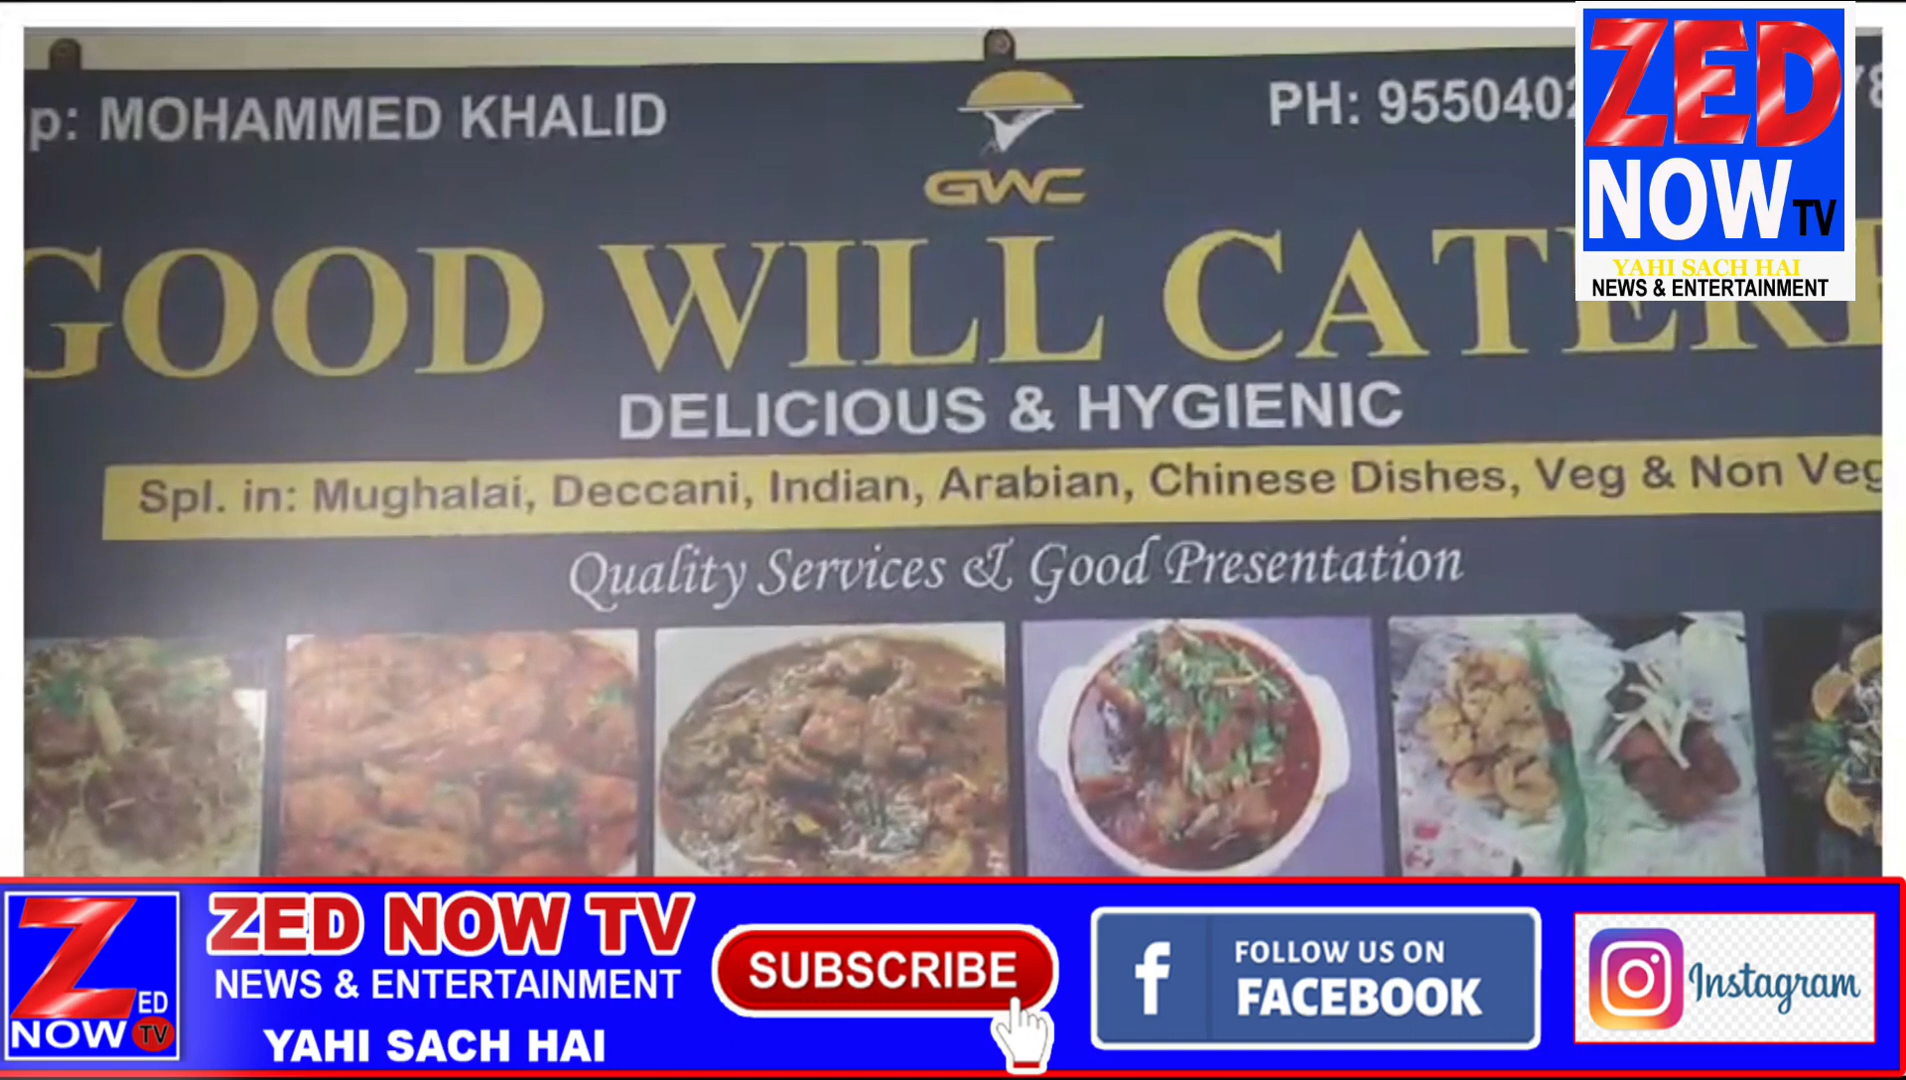 p: MOHAMMED KHALID
GWC
PH: 955040
GOOD WILL CATERE
DELICIOUS & HYGIENIC
Spl. in: Mughalai, Deccani, Indian, Arabian, Chinese Dishes, Veg & Non Veg
Quality Services & Good Presentation
ZED
NOW TV
YAHI SACH HAI
NEWS & ENTERTAINMENT
ZED
NOW TV
ZED NOW TV
NEWS & ENTERTAINMENT
YAHI SACH HAI
SUBSCRIBE
f
FOLLOW US ON
FACEBOOK
Instagram